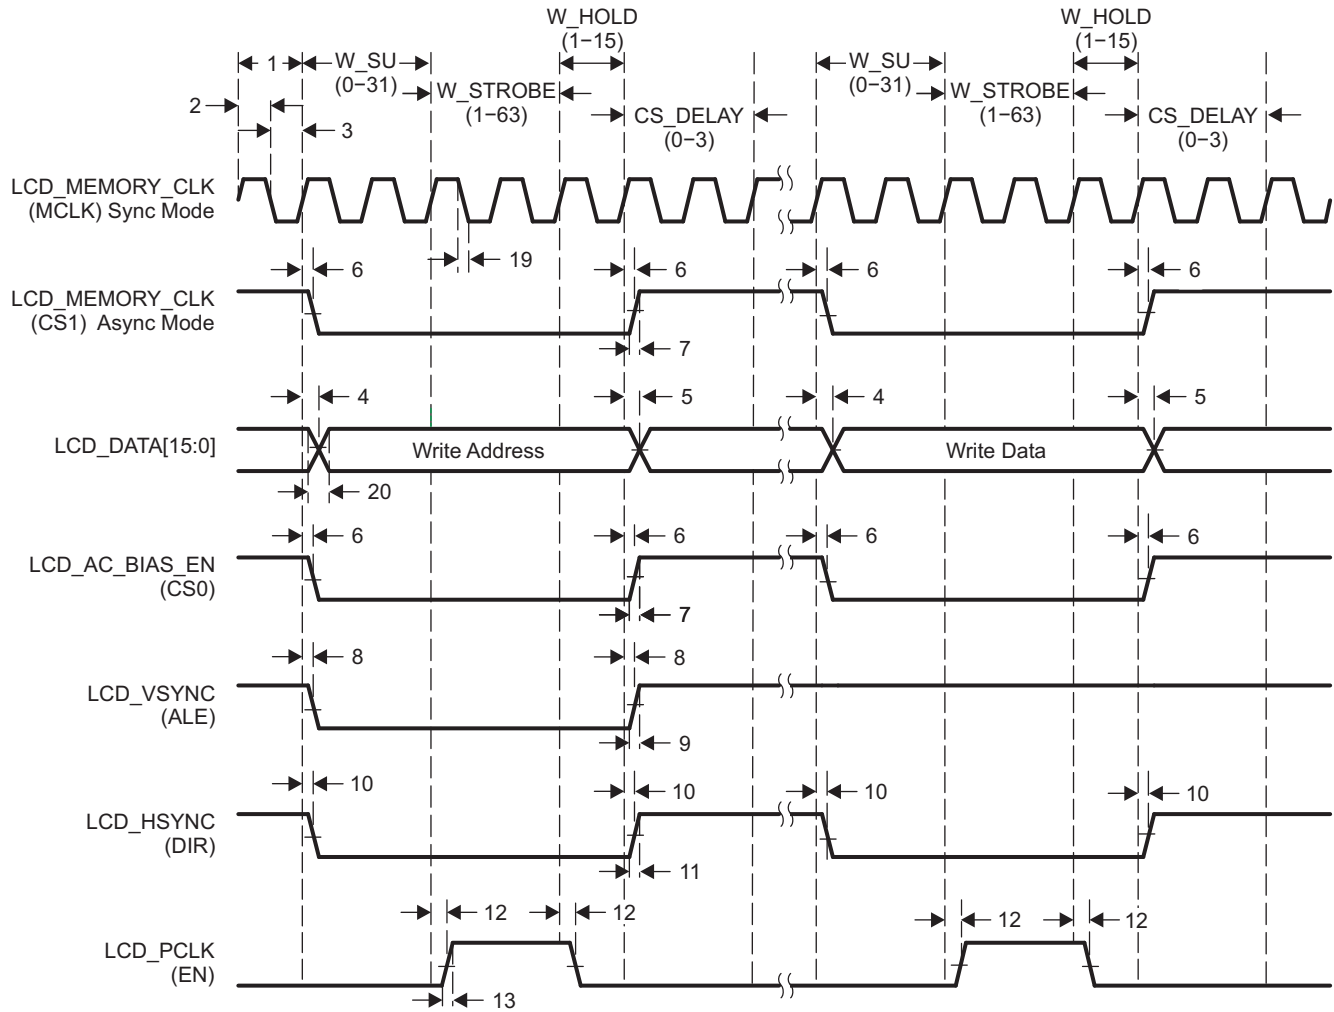 W_HOLD W_HOLD
(1−15) (1−15)
1 W_SU W_SU
(0−31) (0−31)
2 W_STROBE W_STROBE
(1−63) (1−63)
3 CS_DELAY CS_DELAY
(0−3) (0−3)
LCD_MEMORY_CLK
(MCLK) Sync Mode
19
6 6 6 6
LCD_MEMORY_CLK
(CS1) Async Mode
7
4 5 4 5
LCD_DATA[15:0] Write Address Write Data
20
6 6 6 6
LCD_AC_BIAS_EN
(CS0)
7
8 8
LCD_VSYNC
(ALE)
9
10 10 10 10
LCD_HSYNC
(DIR)
11
12 12 12 12
LCD_PCLK
(EN)
13